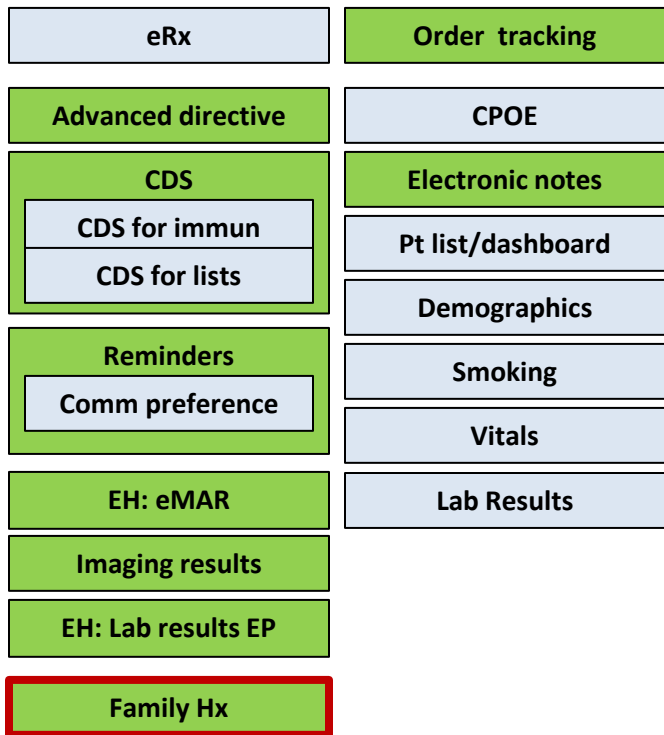 eRx
Advanced directive
CDS
CDS for immun
CDS for lists
Reminders
Comm preference
EH: eMAR
Imaging results
EH: Lab results EP
Family Hx
Order  tracking
CPOE
Electronic notes
Pt list/dashboard
Demographics
Smoking
Vitals
Lab Results